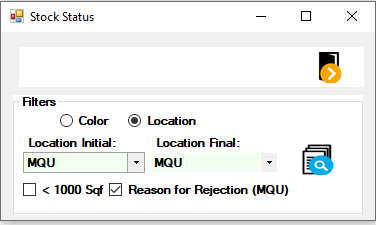 Stock Status
Filters
Color Location
Location Initial: Location Final:
MQU MQU
< 1000 Sqf Reason for Rejection (MQU)